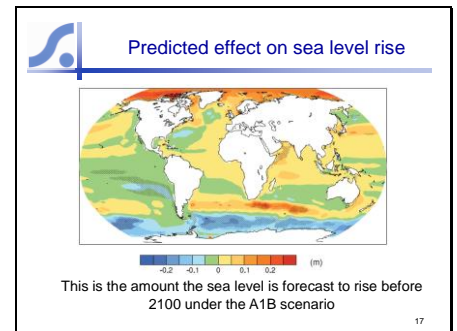 Predicted effect on sea level rise
-0.2 -0.1 0 0.1 0.2 (m)
This is the amount the sea level is forecast to rise before
2100 under the A1B scenario
17